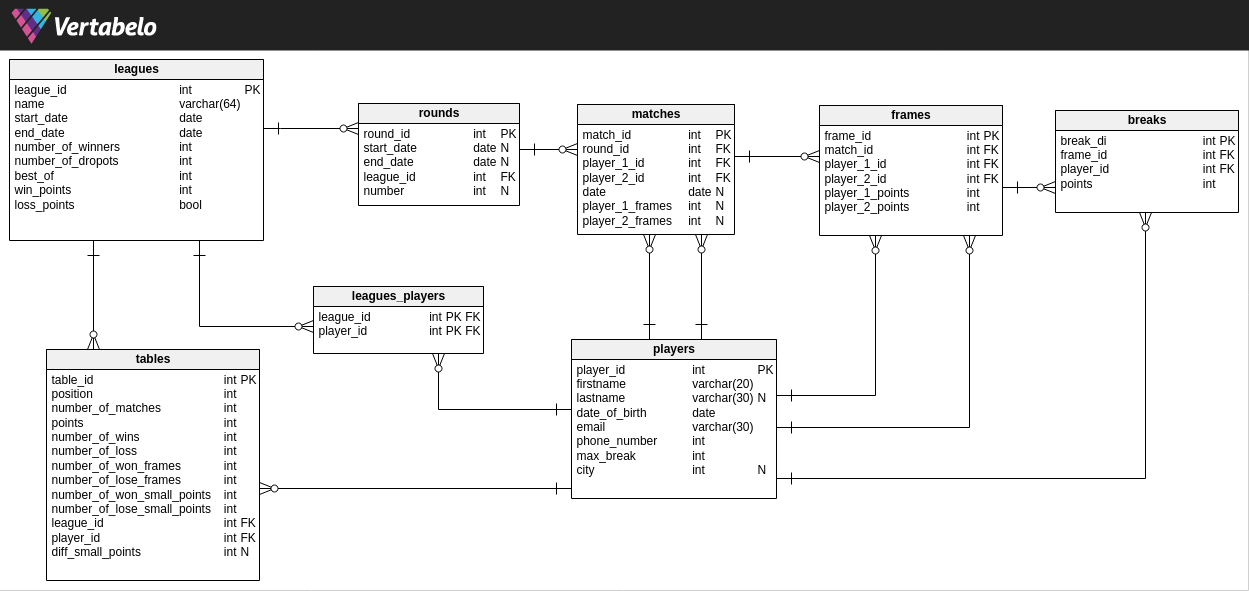 Vertabelo
leagues
league_id int PK
name varchar(64)
start_date date
end_date date
number_of_winners int
number_of_dropots int
best_of int
win_points int
loss_points bool
rounds
round_id int PK
start_date date N
end_date date N
league_id int FK
number int N
matches
match_id int PK
round_id int FK
player_1_id int FK
player_2_id int FK
date date N
player_1_frames int N
player_2_frames int N
frames
frame_id int PK
match_id int FK
player_1_id int FK
player_2_id int FK
player_1_points int
player_2_points int
breaks
break_di int PK
frame_id int FK
player_id int FK
points int
leagues_players
league_id int PK FK
player_id int PK FK
tables
table_id int PK
position int
number_of_matches int
points int
number_of_wins int
number_of_loss int
number_of_won_frames int
number_of_lose_frames int
number_of_won_small_points int
number_of_lose_small_points int
league_id int FK
player_id int FK
diff_small_points int N
players
player_id int PK
firstname varchar(20)
lastname varchar(30) N
date_of_birth date
email varchar(30)
phone_number int
max_break int
city int N